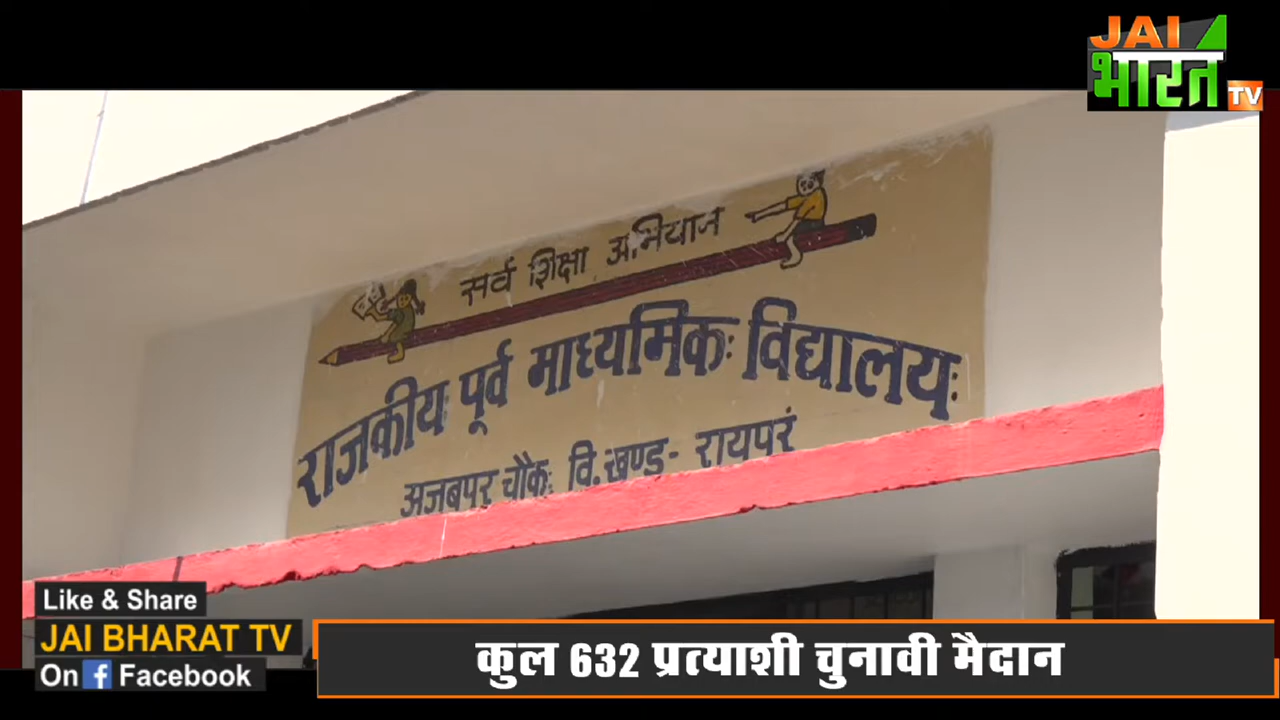 JAI
भारत
TV
सर्व शिक्षा अभियान
राजकीयः पूर्व माध्यमिकः विद्यालयः
अजबपर चौकः वि.खण्ड- रायपरं
Like & Share
JAI BHARAT TV
On f Facebook
कुल 632 प्रत्याशी चुनावी मैदान